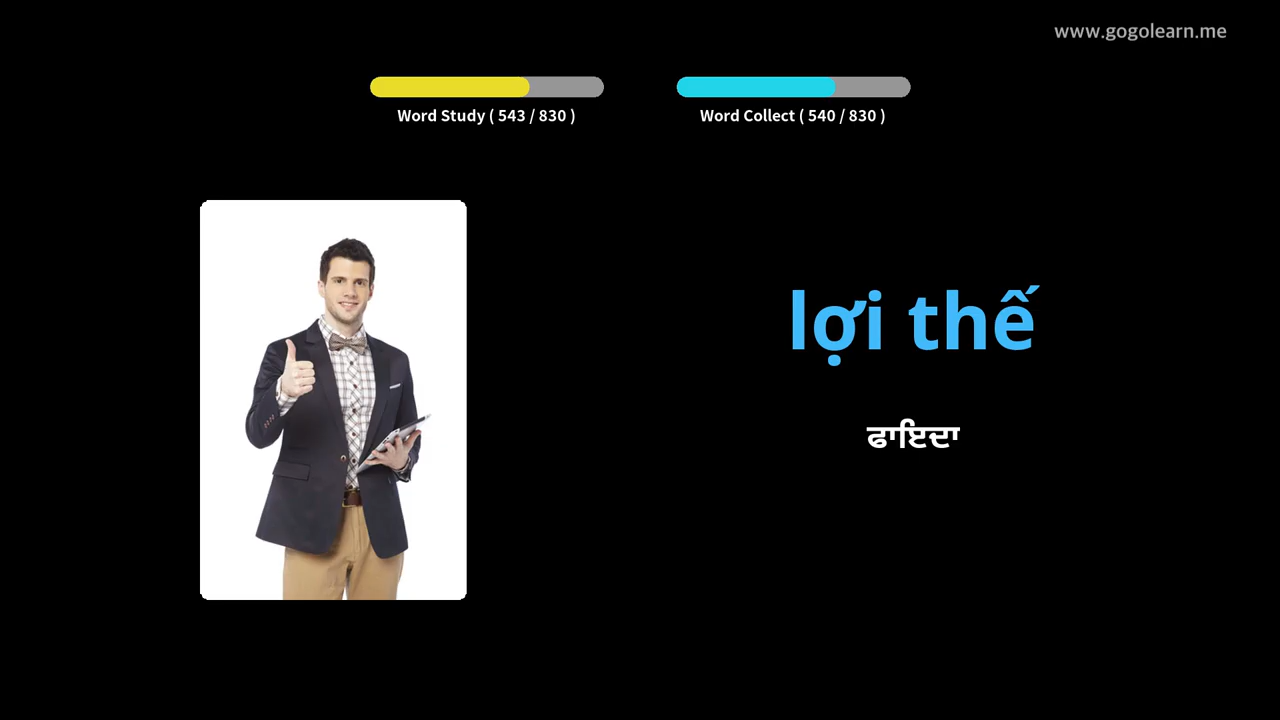 www.gogolearn.me
Word Study ( 543 / 830 )
Word Collect ( 540 / 830 )
lợi thế
ਫਾਇਦਾ